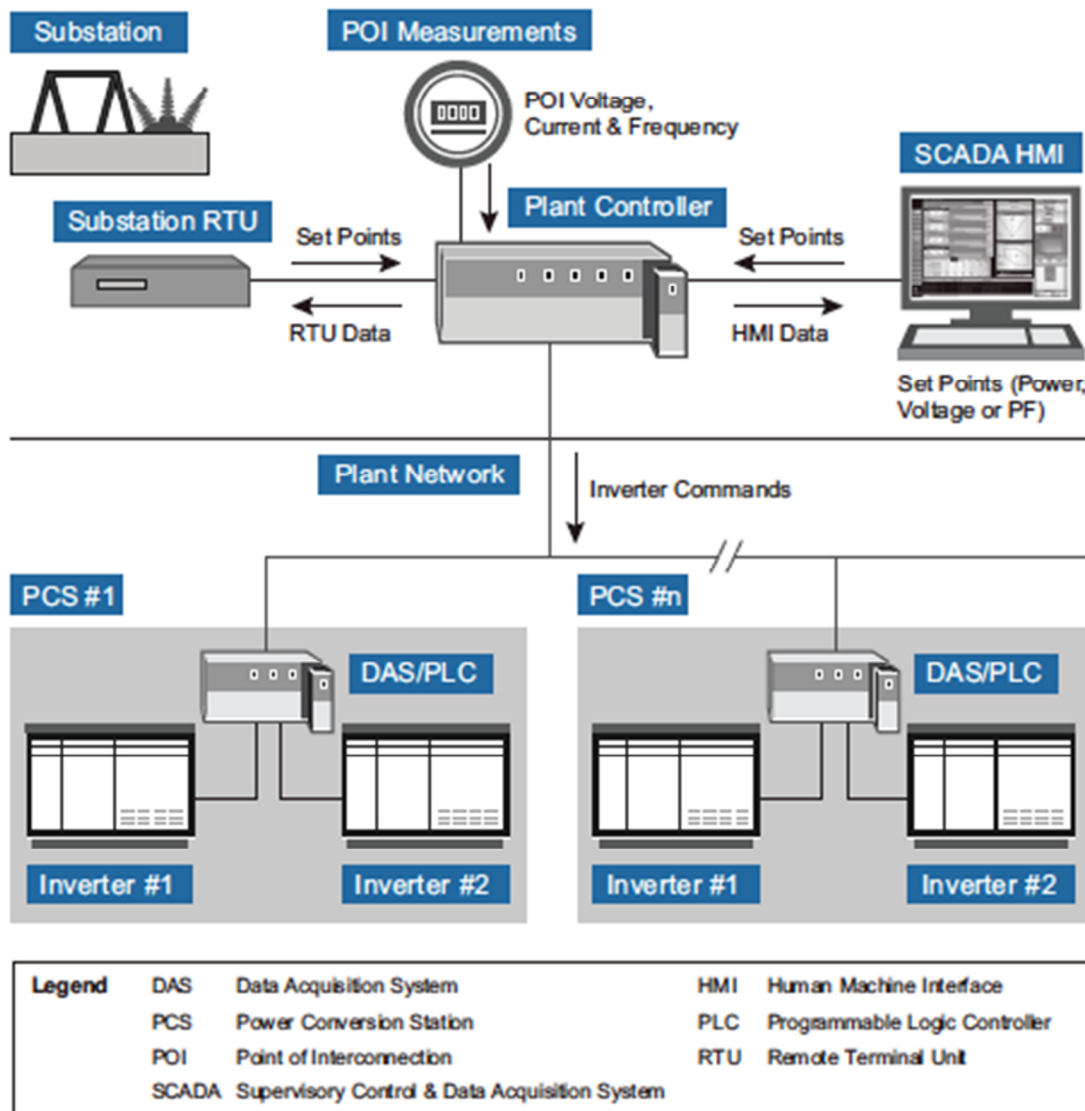 Substation
POI Measurements
POI Voltage,
Current & Frequency
SCADA HMI
Substation RTU
Set Points
Plant Controller
Set Points
RTU Data
HMI Data
Set Points (Power,
Voltage or PF)
Plant Network
Inverter Commands
PCS #1
PCS #n
DAS/PLC
DAS/PLC
Inverter #1
Inverter #2
Inverter #1
Inverter #2
Legend
DAS Data Acquisition System
HMI Human Machine Interface
PCS Power Conversion Station
PLC Programmable Logic Controller
POI Point of Interconnection
RTU Remote Terminal Unit
SCADA Supervisory Control & Data Acquisition System